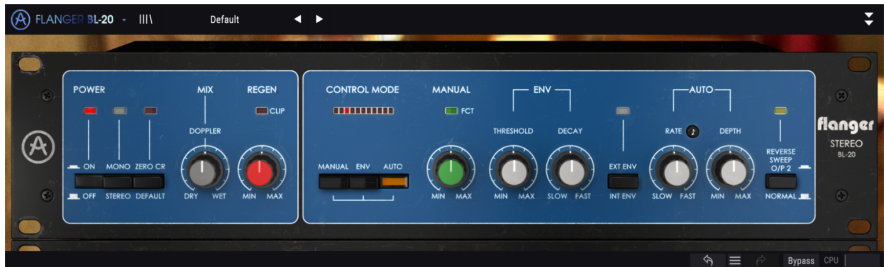 FLANGER BL-20
Default
POWER
MIX
REGEN
CLIP
DOPPLER
ON MONO ZERO CR
OFF STEREO DEFAULT
DRY WET
MIN MAX
CONTROL MODE
MANUAL
FCT
ENV
AUTO
THRESHOLD DECAY
RATE DEPTH
MANUAL ENV AUTO
MIN MAX
MIN MAX
SLOW FAST
EXT ENV
INT ENV
SLOW FAST
MIN MAX
REVERSE
SWEEP
O/P 2
NORMAL
flanger
STEREO
BL-20
Bypass CPU